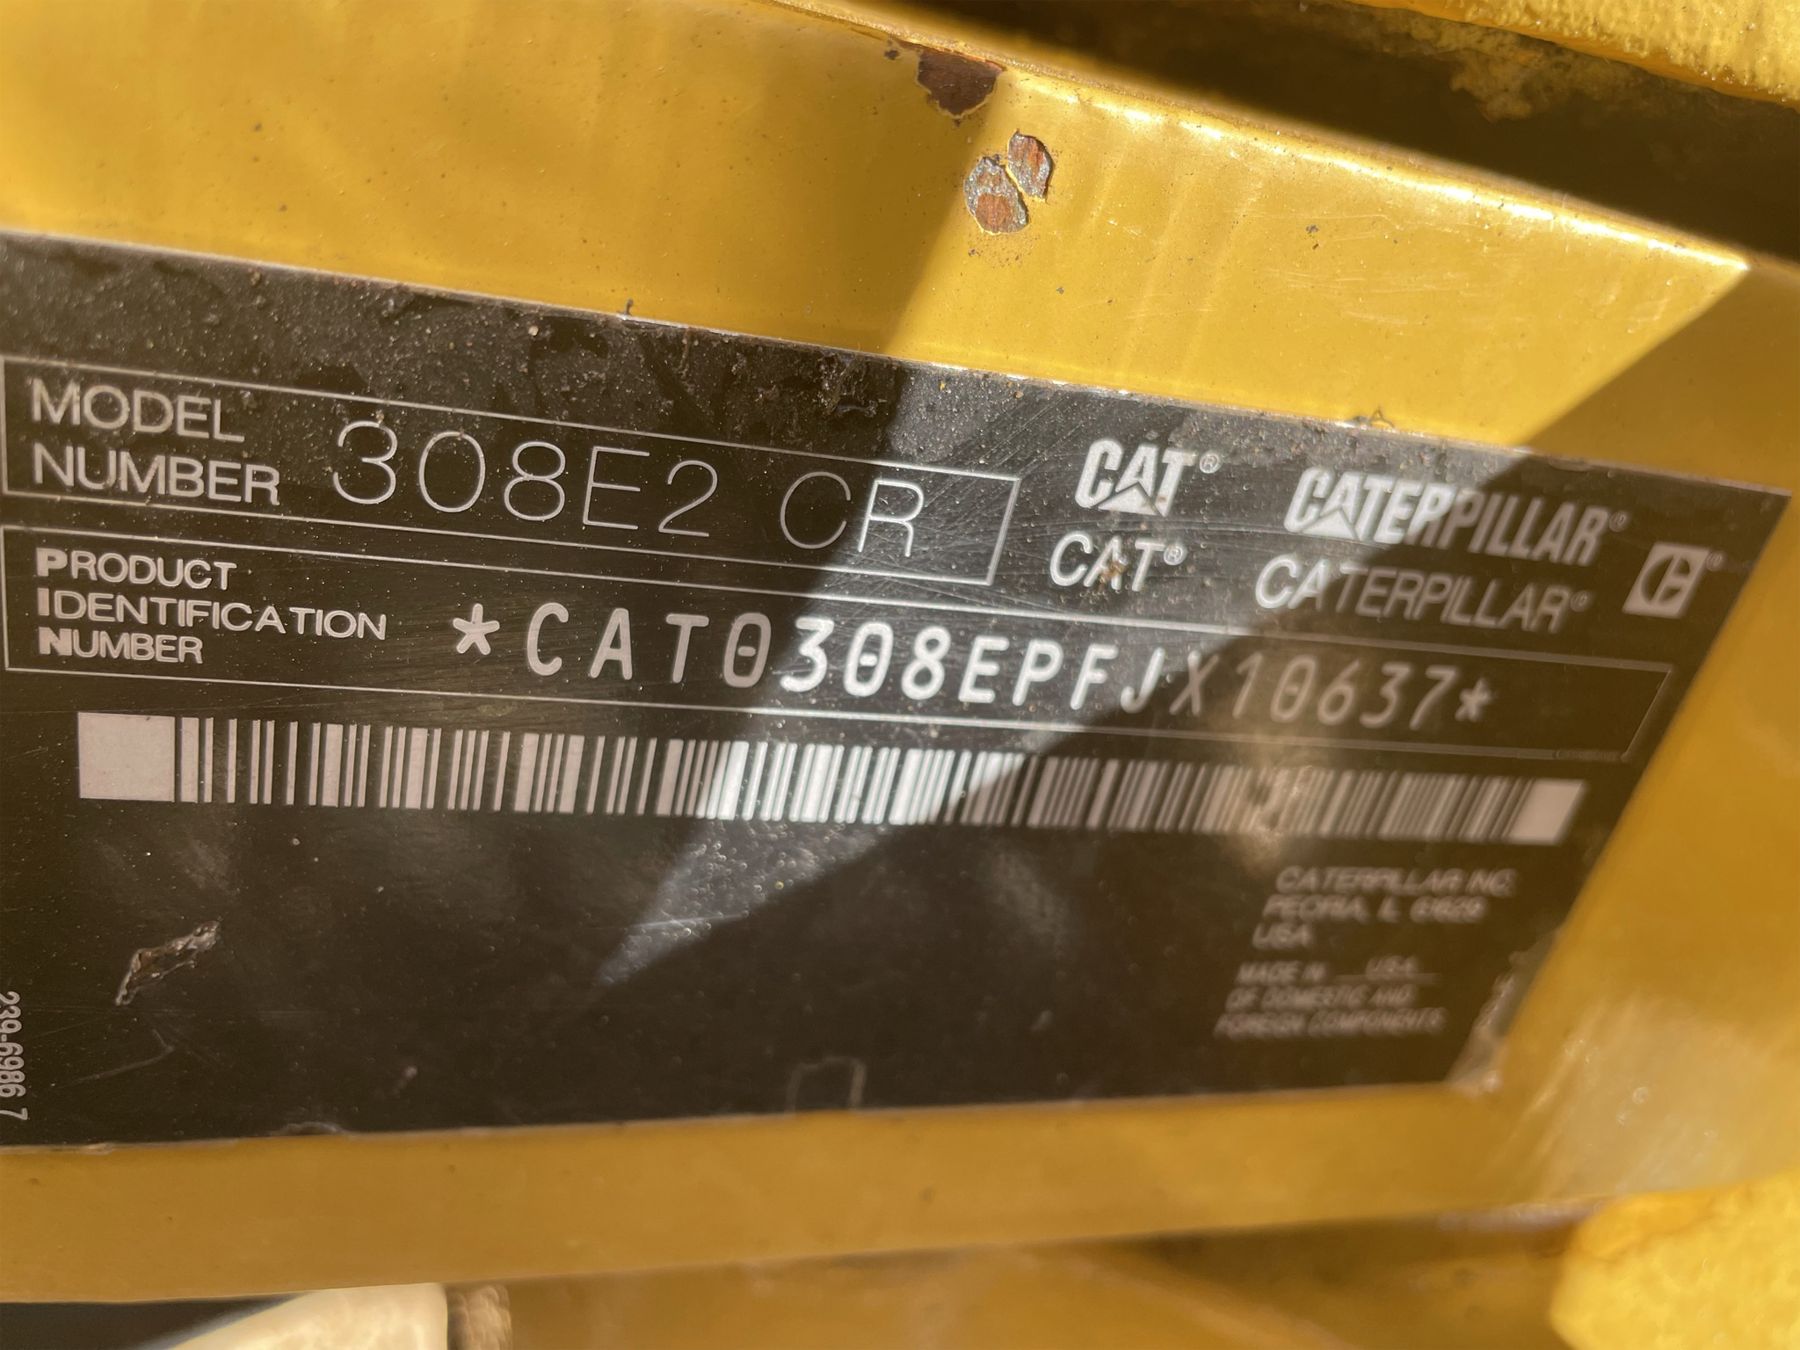 MODEL
NUMBER 308E2 CR
CAT® CATERPILLAR®
CAT® CATERPILLAR® C®
PRODUCT
IDENTIFICATION
NUMBER
*CAT0308EPFJX10637*
CATERPILLAR INC.
PEORIA, IL 61629
USA
MADE IN USA
OF DOMESTIC AND
FOREIGN COMPONENTS
239-6986 7